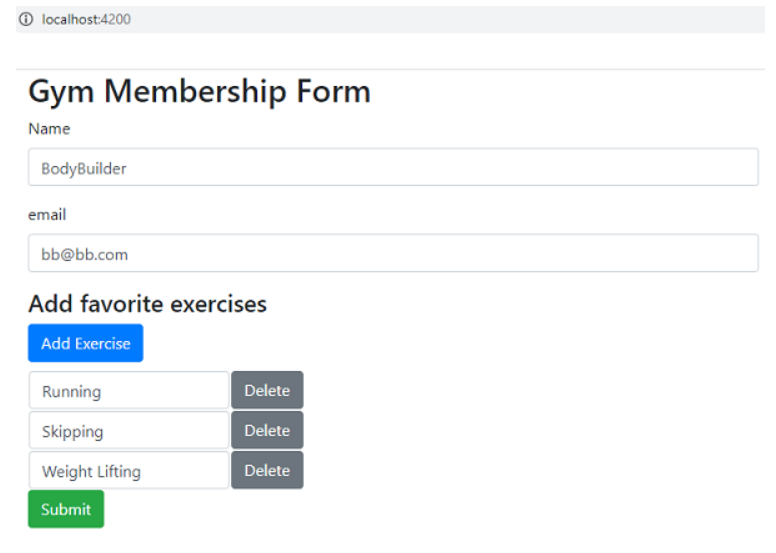 localhost:4200
Gym Membership Form
Name
BodyBuilder
email
bb@bb.com
Add favorite exercises
Add Exercise
Running Delete
Skipping Delete
Weight Lifting Delete
Submit